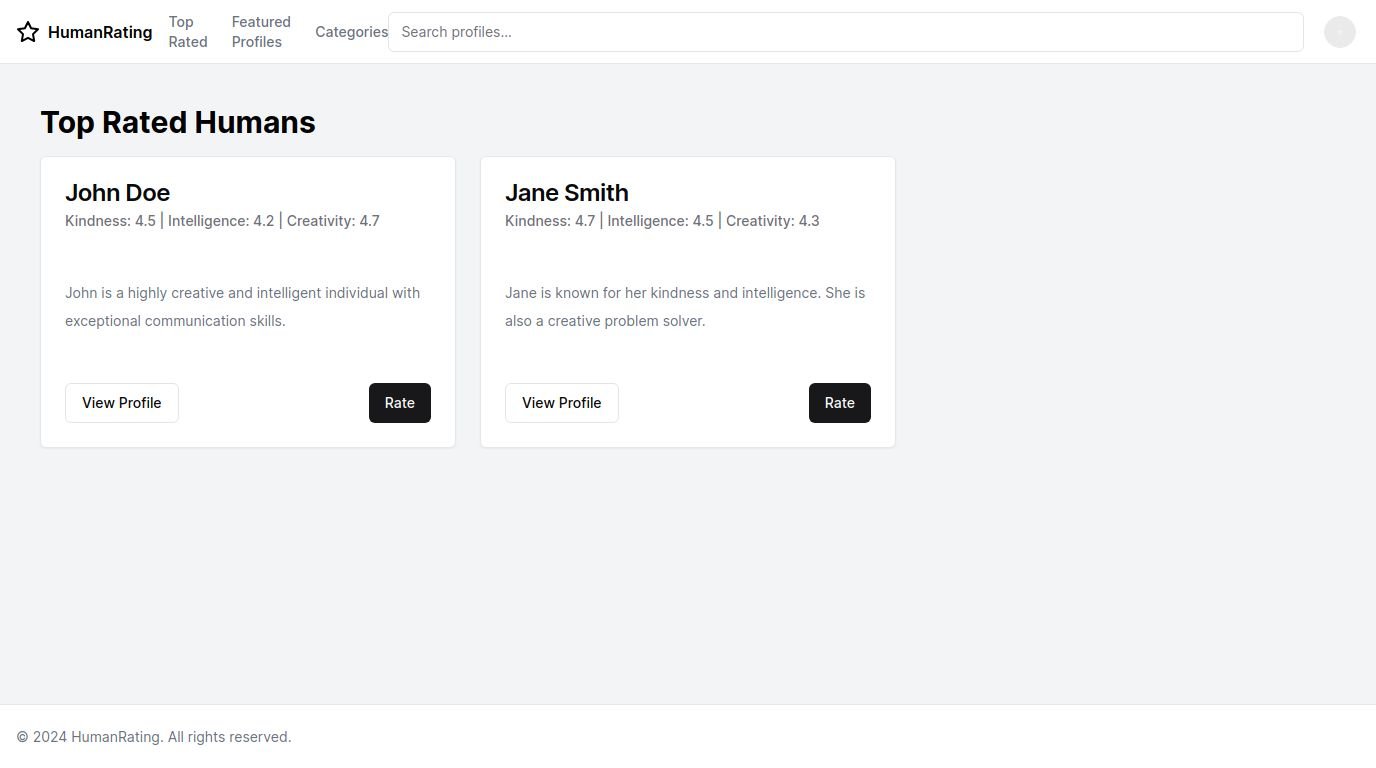 HumanRating
Top
Rated
Featured
Profiles
Categories
Search profiles...
Top Rated Humans
John Doe
Kindness: 4.5 | Intelligence: 4.2 | Creativity: 4.7
John is a highly creative and intelligent individual with
exceptional communication skills.
View Profile
Rate
Jane Smith
Kindness: 4.7 | Intelligence: 4.5 | Creativity: 4.3
Jane is known for her kindness and intelligence. She is
also a creative problem solver.
View Profile
Rate
© 2024 HumanRating. All rights reserved.